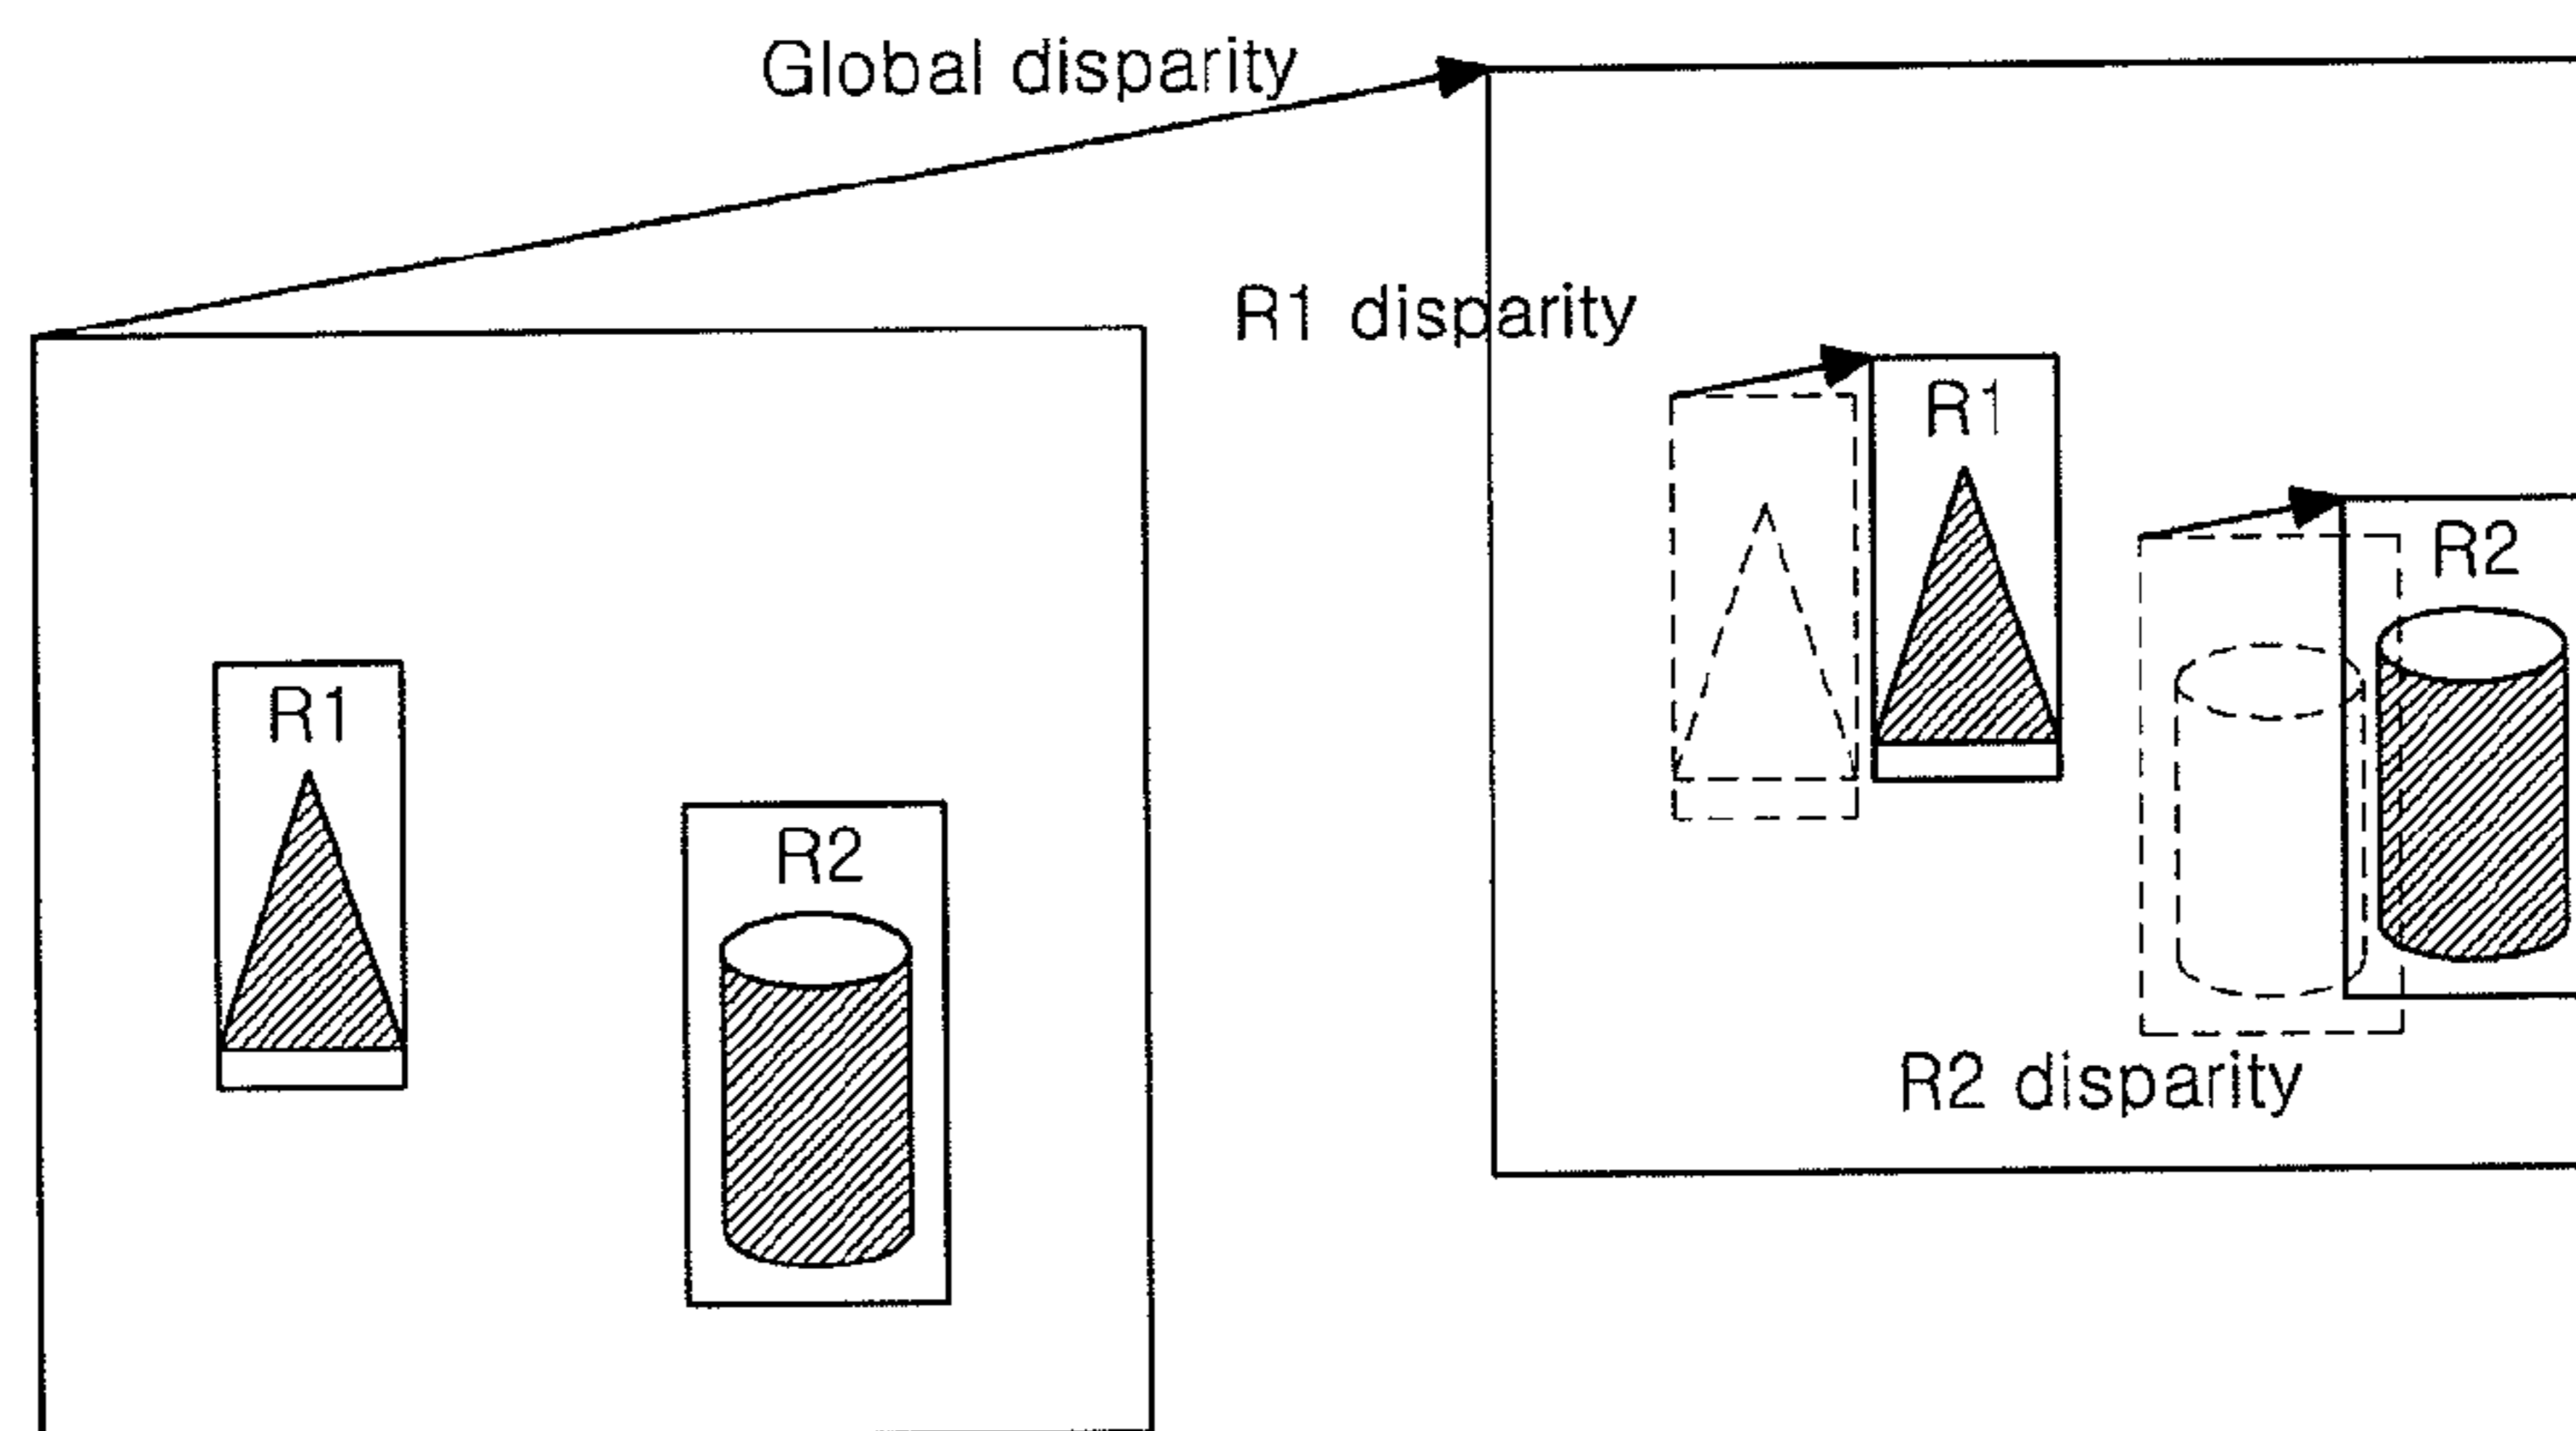 Global disparity
R1 disparity
R1
R2
R1
R2
R2 disparity